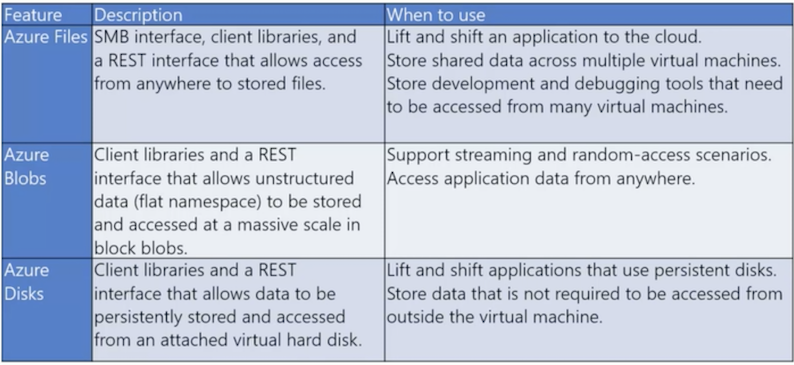 Feature Description When to use
Azure Files SMB interface, client libraries, and Lift and shift an application to the cloud.
a REST interface that allows access Store shared data across multiple virtual machines.
from anywhere to stored files. Store development and debugging tools that need
to be accessed from many virtual machines.
Azure Client libraries and a REST Support streaming and random-access scenarios.
Blobs interface that allows unstructured Access application data from anywhere.
data (flat namespace) to be stored
and accessed at a massive scale in
block blobs.
Azure Client libraries and a REST Lift and shift applications that use persistent disks.
Disks interface that allows data to be Store data that is not required to be accessed from
persistently stored and accessed outside the virtual machine.
from an attached virtual hard disk.